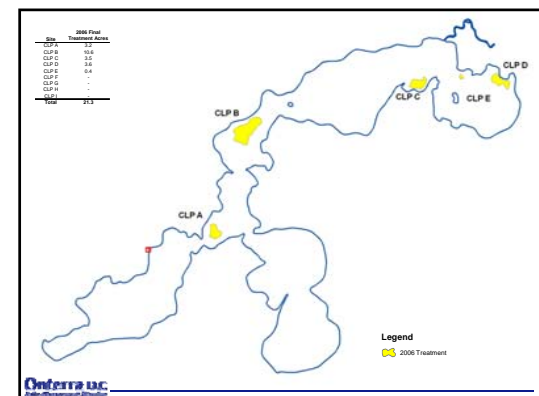 2006 Final
Site Treatment Acres
CLP A 3.2
CLP B 10.6
CLP C 3.5
CLP D 3.6
CLP E 0.4
CLP F -
CLP G -
CLP H -
CLP I -
Total 21.3
CLP D
CLP C
CLP E
CLP B
CLP A
Legend
2006 Treatment
Onterra LLC